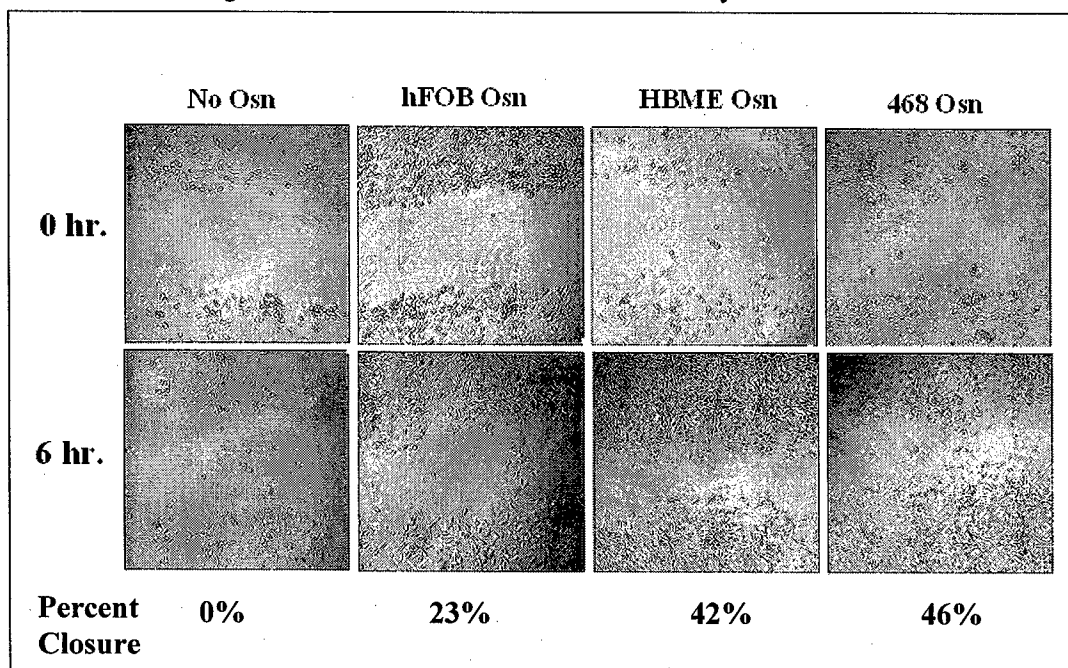 No Osn hFOB Osn HBME Osn 468 Osn
0 hr.
6 hr.
Percent 0% 23% 42% 46%
Closure